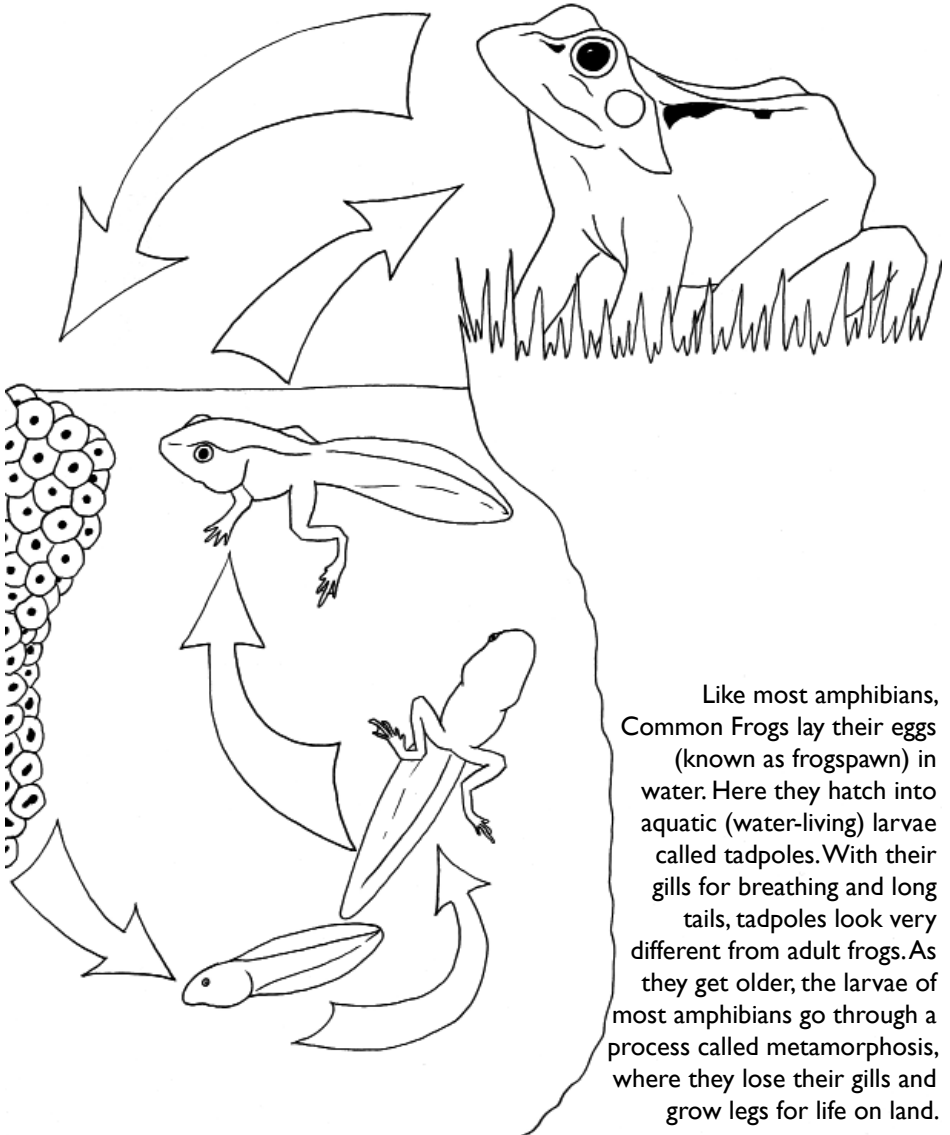 Like most amphibians,
Common Frogs lay their eggs
(known as frogspawn) in
water. Here they hatch into
aquatic (water-living) larvae
called tadpoles. With their
gills for breathing and long
tails, tadpoles look very
different from adult frogs. As
they get older, the larvae of
most amphibians go through a
process called metamorphosis,
where they lose their gills and
grow legs for life on land.